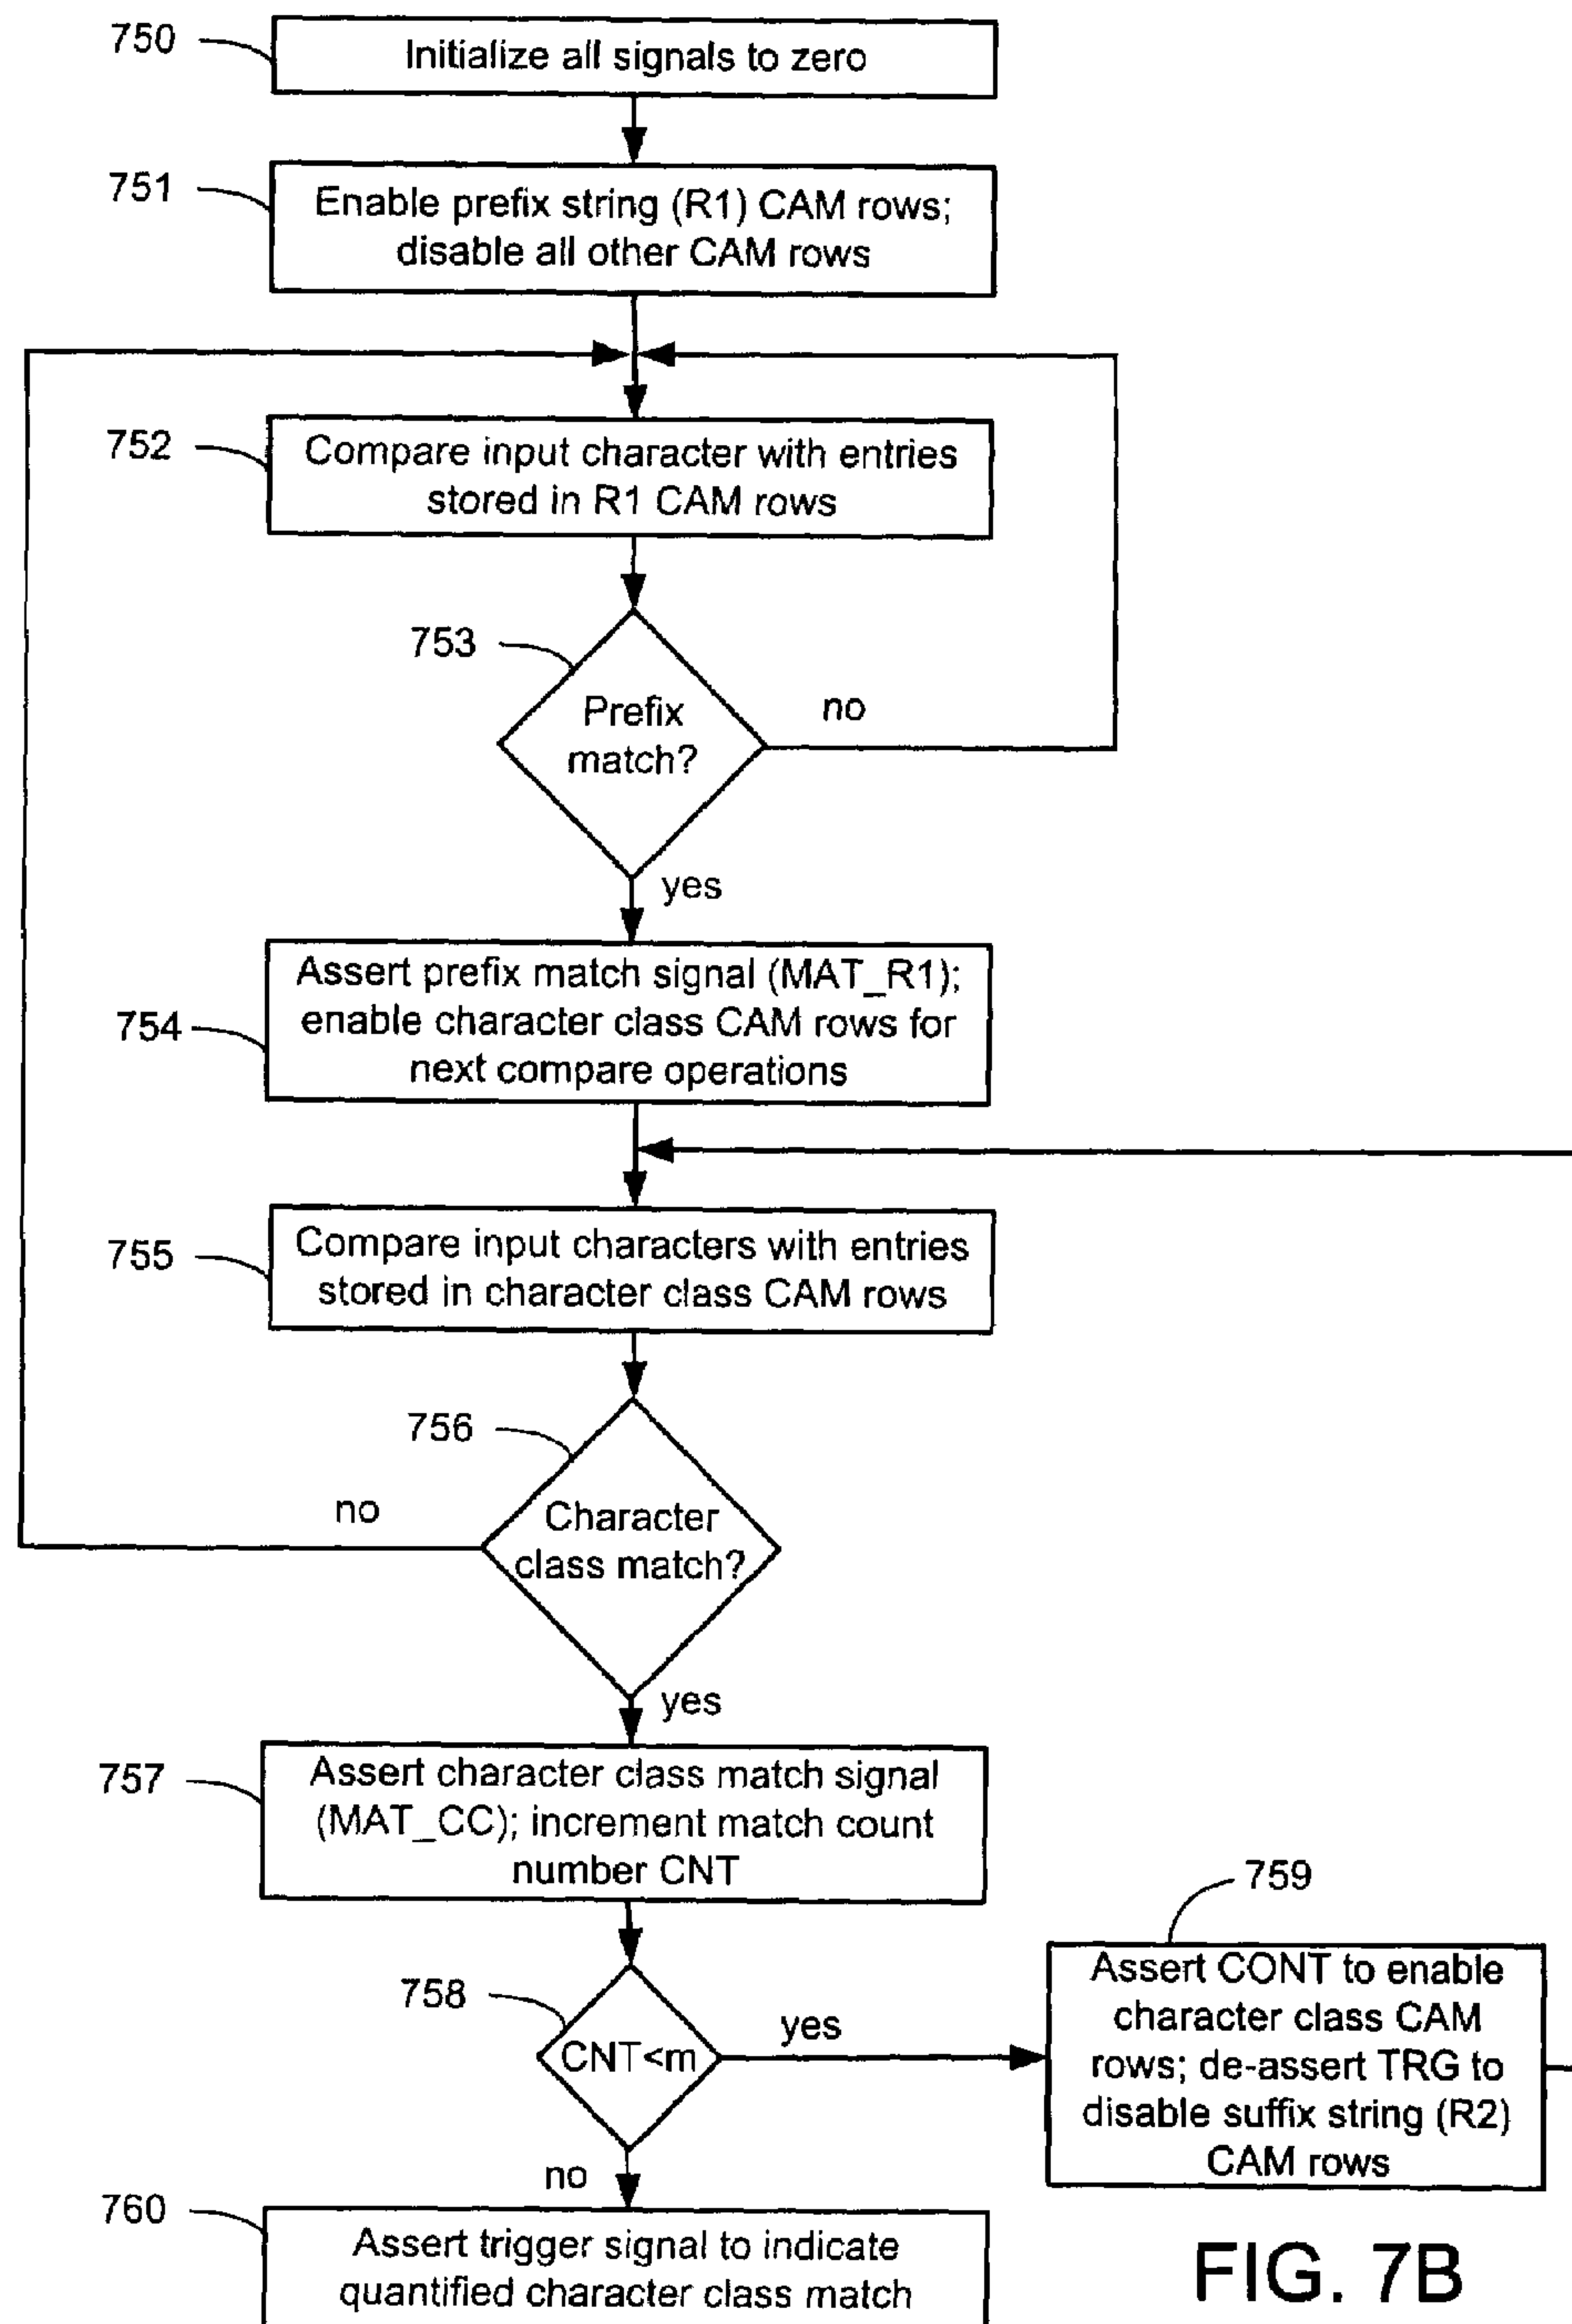 750
Initialize all signals to zero
751
Enable prefix string (R1) CAM rows;
disable all other CAM rows
752
Compare input character with entries
stored in R1 CAM rows
753
Prefix
match?
no
yes
754
Assert prefix match signal (MAT_R1);
enable character class CAM rows for
next compare operations
755
Compare input characters with entries
stored in character class CAM rows
756
Character
class match?
no
yes
757
Assert character class match signal
(MAT_CC); increment match count
number CNT
758
CNT<m
yes
759
Assert CONT to enable
character class CAM
rows; de-assert TRG to
disable suffix string (R2)
CAM rows
no
760
Assert trigger signal to indicate
quantified character class match
FIG. 7B